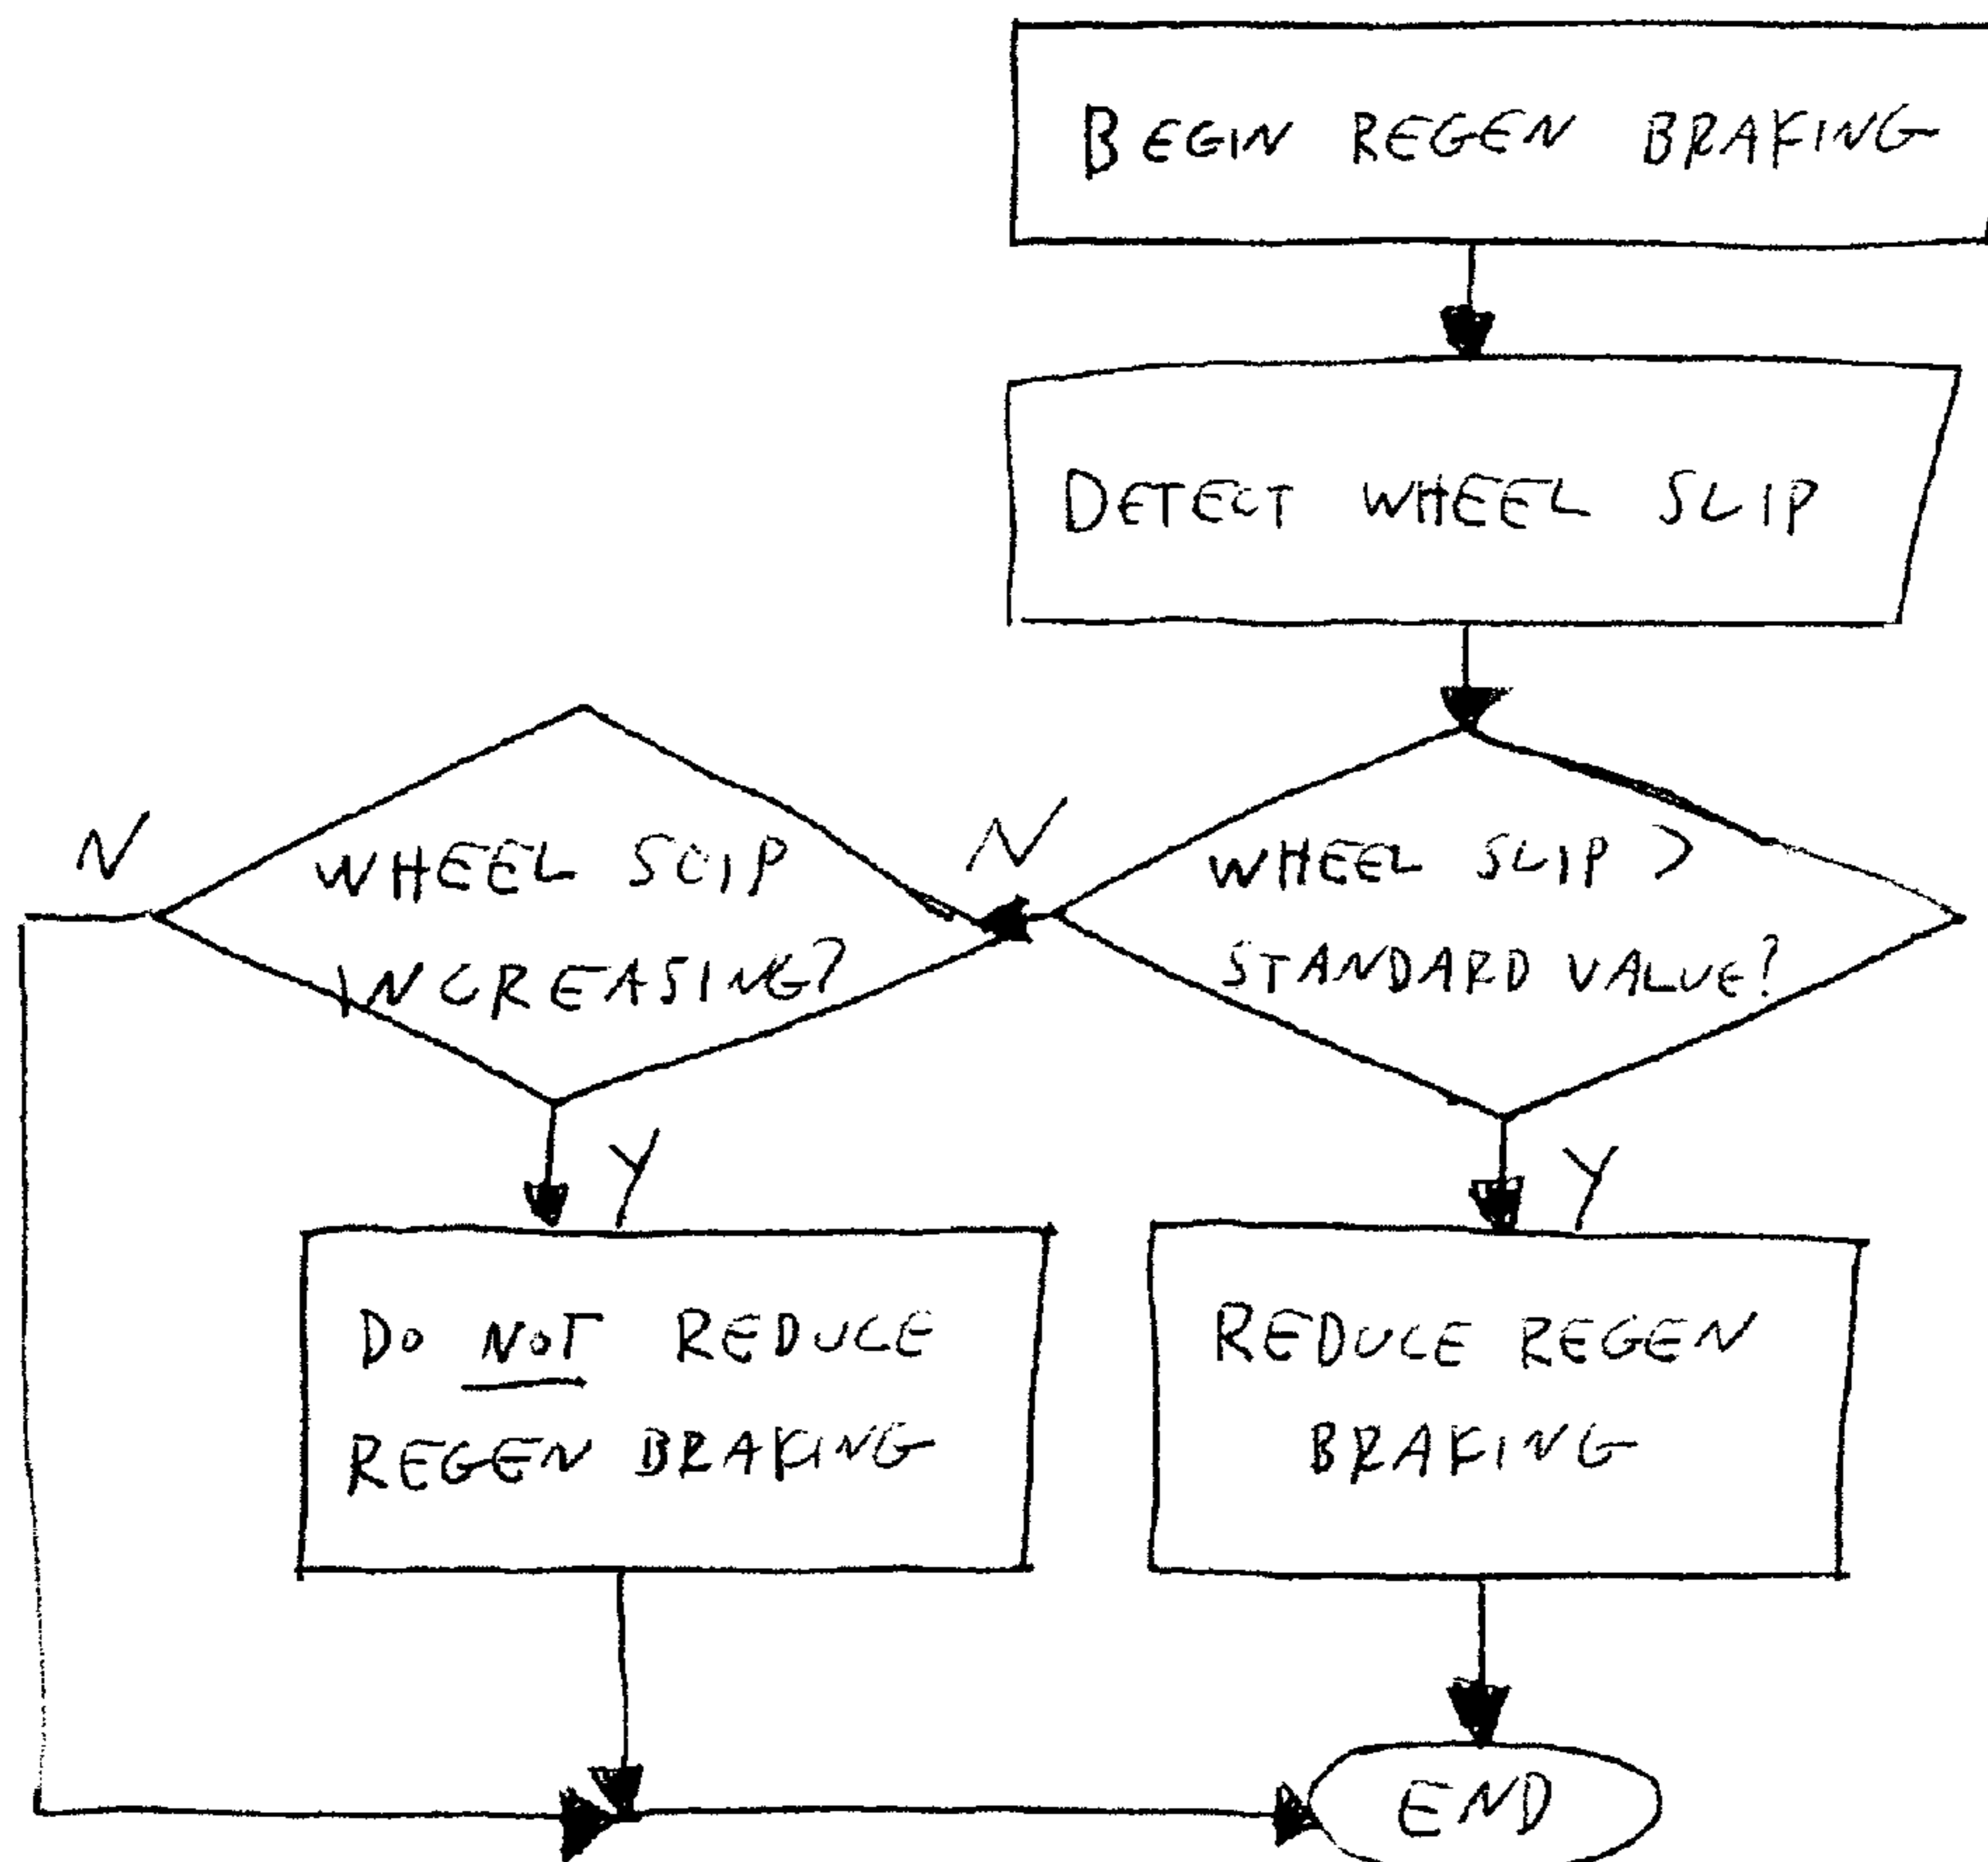 BEGIN REGEN BRAKING
DETECT WHEEL SLIP
WHEEL SLIP >
STANDARD VALUE?
N
WHEEL SLIP
INCREASING?
N
Y
Y
DO NOT REDUCE
REGEN BRAKING
REDUCE REGEN
BRAKING
END